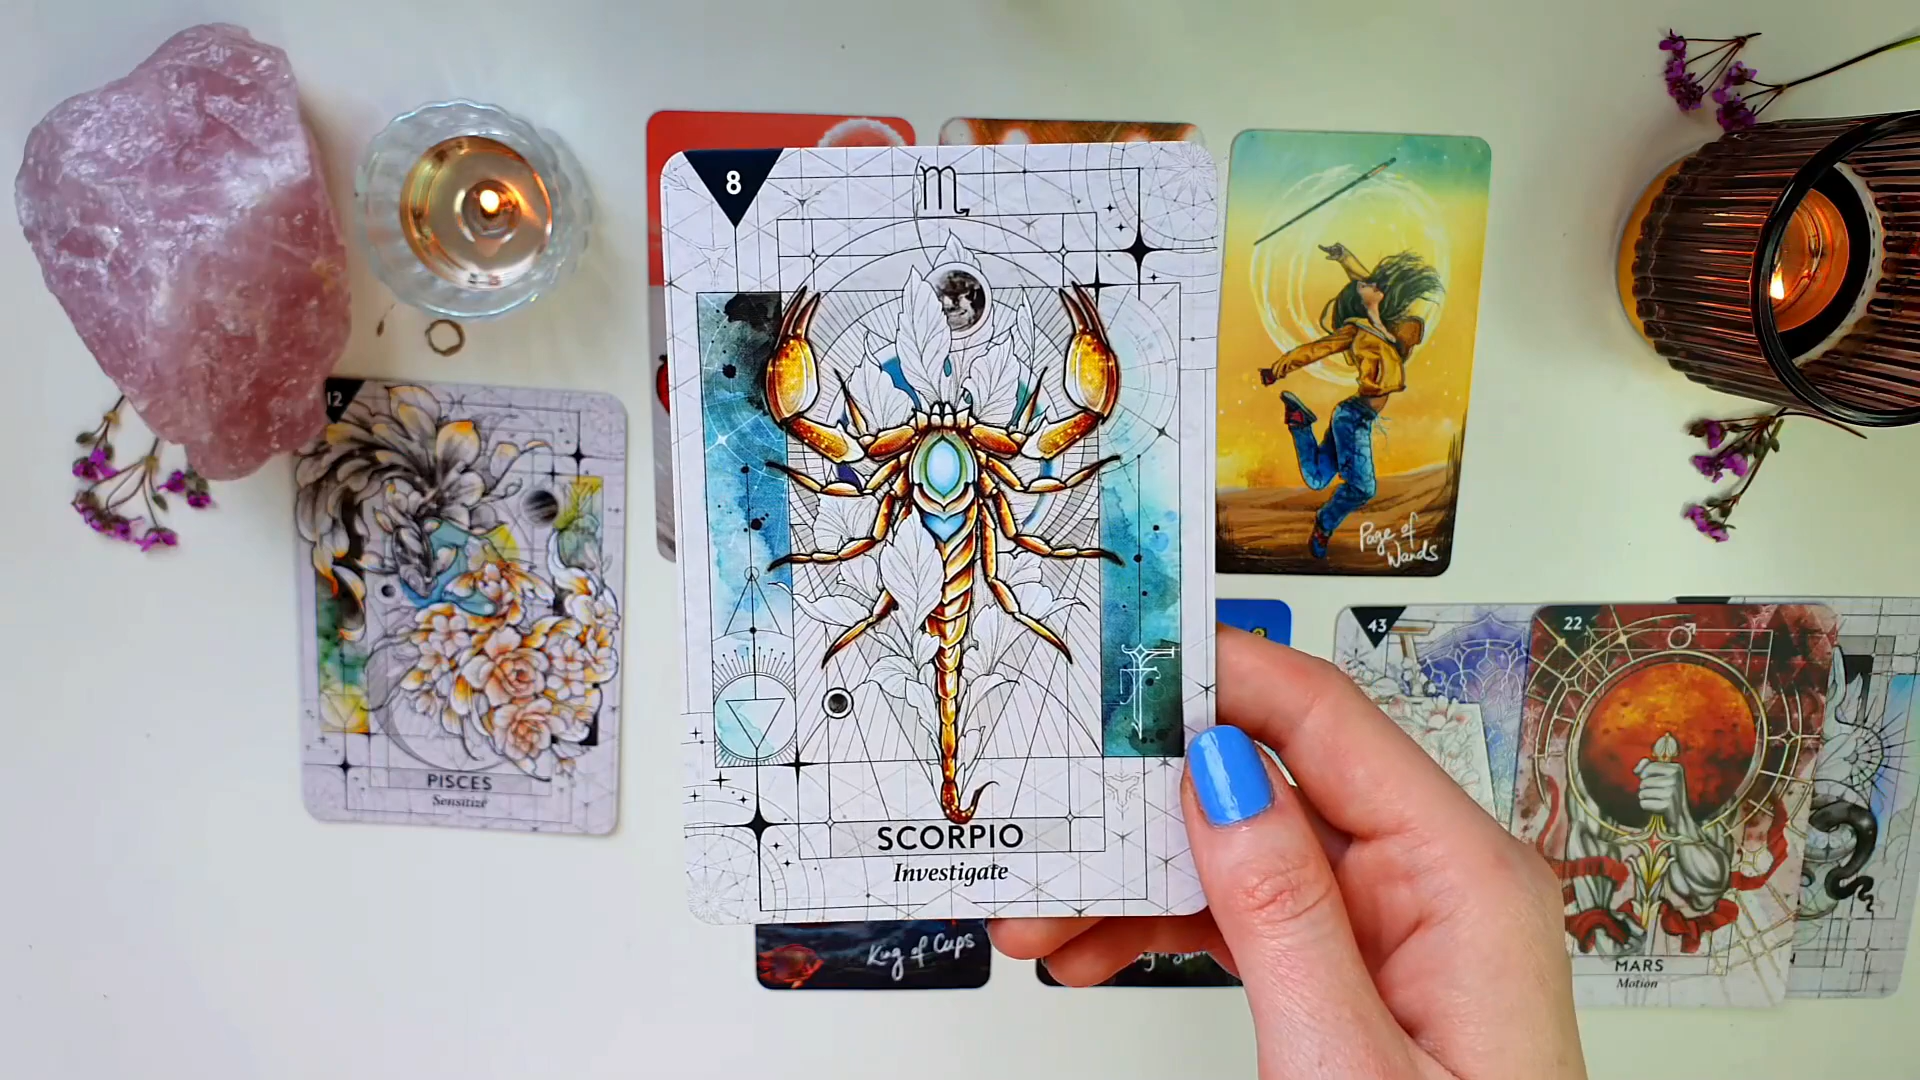 8
SCORPIO
Investigate
12
PISCES
Sensitize
Page of
Wands
King of Cups
43
22
MARS
Motion